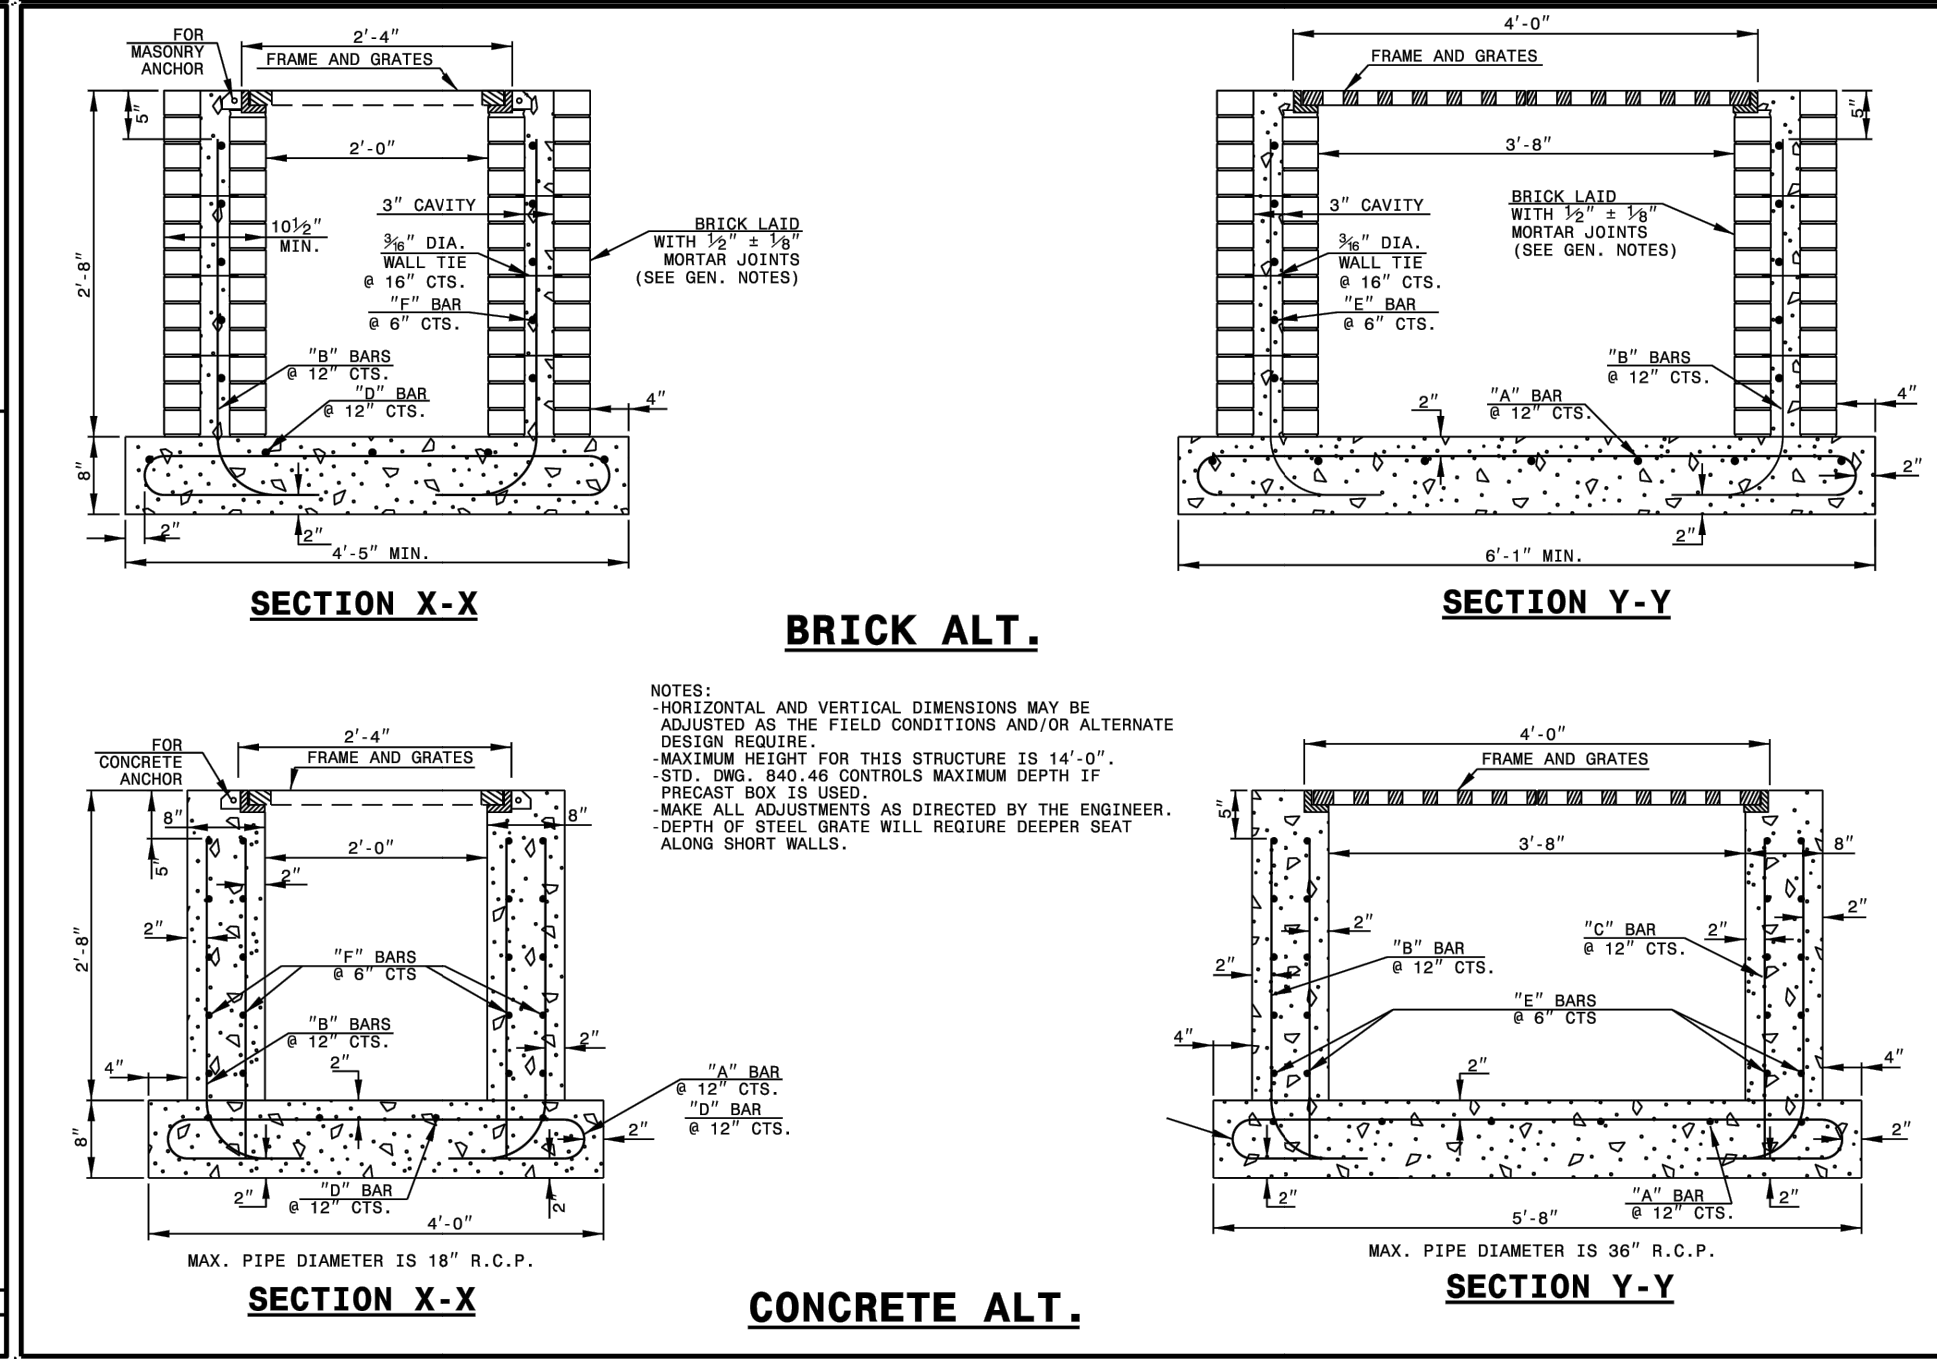 FOR
MASONRY
ANCHOR
2'-4"
FRAME AND GRATES
5"
2'-0"
2'-8"
10½"
MIN.
3" CAVITY
3/16" DIA.
WALL TIE
@ 16" CTS.
"F" BAR
@ 6" CTS.
BRICK LAID
WITH ½" ± ⅛"
MORTAR JOINTS
(SEE GEN. NOTES)
"B" BARS
@ 12" CTS.
"D" BAR
@ 12" CTS.
4"
8"
2"
2"
4'-5" MIN.
SECTION X-X
4'-0"
FRAME AND GRATES
5"
3'-8"
3" CAVITY
3/16" DIA.
WALL TIE
@ 16" CTS.
"E" BAR
@ 6" CTS.
BRICK LAID
WITH ½" ± ⅛"
MORTAR JOINTS
(SEE GEN. NOTES)
"B" BARS
@ 12" CTS.
"A" BAR
@ 12" CTS.
2"
4"
2"
2"
6'-1" MIN.
SECTION Y-Y
BRICK ALT.
NOTES:
-HORIZONTAL AND VERTICAL DIMENSIONS MAY BE
ADJUSTED AS THE FIELD CONDITIONS AND/OR ALTERNATE
DESIGN REQUIRE.
-MAXIMUM HEIGHT FOR THIS STRUCTURE IS 14'-0".
-STD. DWG. 840.46 CONTROLS MAXIMUM DEPTH IF
PRECAST BOX IS USED.
-MAKE ALL ADJUSTMENTS AS DIRECTED BY THE ENGINEER.
-DEPTH OF STEEL GRATE WILL REQIURE DEEPER SEAT
ALONG SHORT WALLS.
FOR
CONCRETE
ANCHOR
2'-4"
FRAME AND GRATES
8"
8"
5"
2'-0"
2"
2"
2'-8"
"F" BARS
@ 6" CTS
"B" BARS
@ 12" CTS.
2"
2"
4"
"A" BAR
@ 12" CTS.
"D" BAR
@ 12" CTS.
8"
2"
"D" BAR
@ 12" CTS.
2"
2"
4'-0"
MAX. PIPE DIAMETER IS 18" R.C.P.
SECTION X-X
4'-0"
FRAME AND GRATES
5"
3'-8"
8"
2"
2"
2"
2"
"B" BAR
@ 12" CTS.
"C" BAR
@ 12" CTS.
"E" BARS
@ 6" CTS
4"
2"
4"
2"
2"
"A" BAR
@ 12" CTS.
2"
5'-8"
MAX. PIPE DIAMETER IS 36" R.C.P.
SECTION Y-Y
CONCRETE ALT.